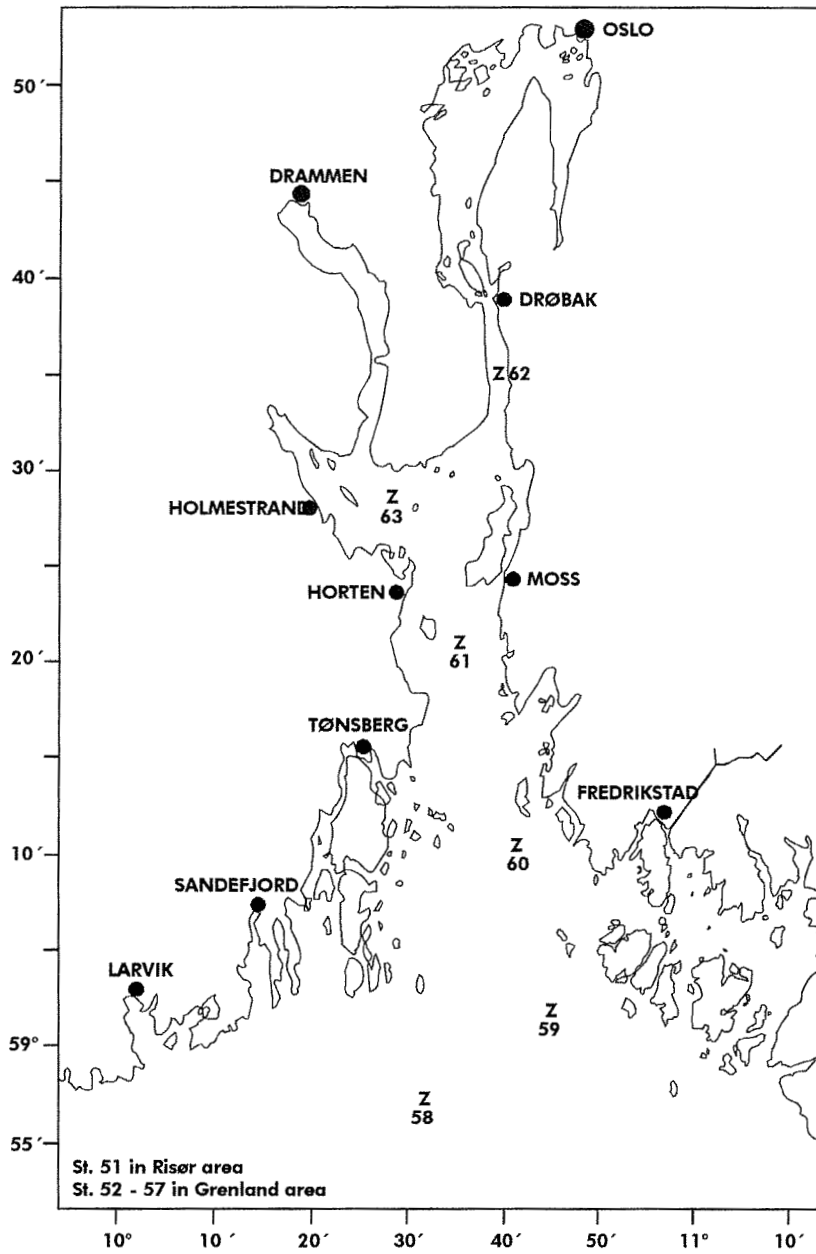 OSLO
50´
DRAMMEN
40´
DRØBAK
Z 62
30´
Z
63
HOLMESTRAND
MOSS
HORTEN
20´
Z
61
TØNSBERG
FREDRIKSTAD
10´
Z
60
SANDEFJORD
LARVIK
Z
59
59°
Z
58
55´
St. 51 in Risør area
St. 52 - 57 in Grenland area
10° 10´ 20´ 30´ 40´ 50´ 11° 10´